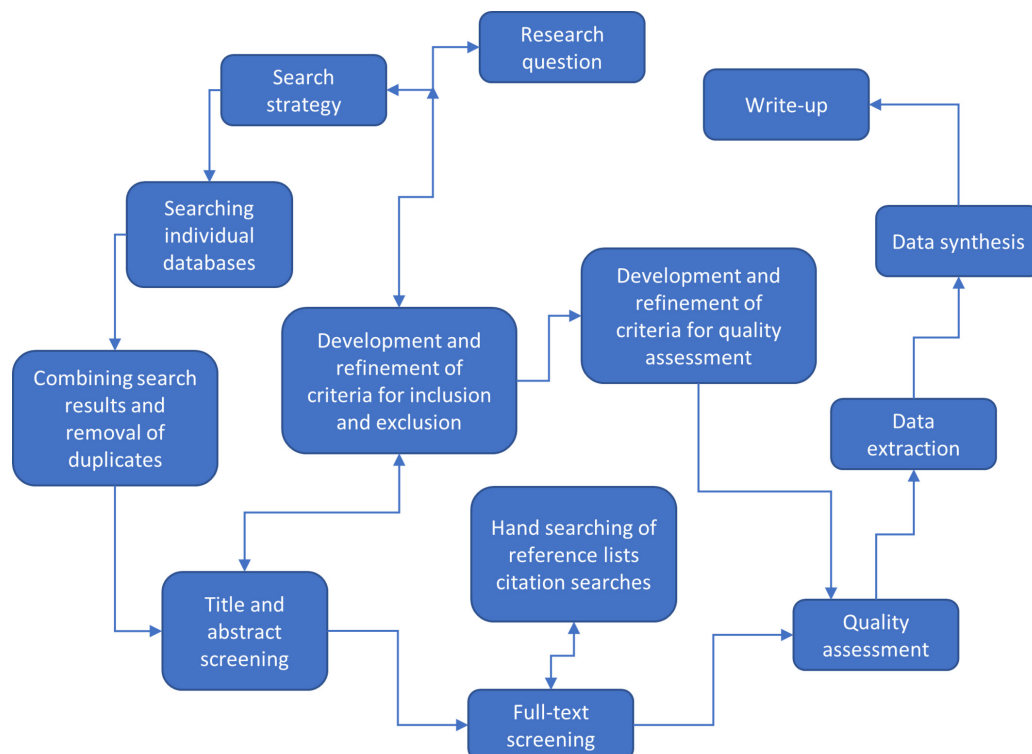 Research
question
Search
strategy
Write-up
Searching
individual
databases
Data synthesis
Development and
refinement of
criteria for quality
assessment
Development and
refinement of
criteria for inclusion
and exclusion
Combining search
results and
removal of
duplicates
Data
extraction
Hand searching of
reference lists
citation searches
Title and
abstract
screening
Quality
assessment
Full-text
screening